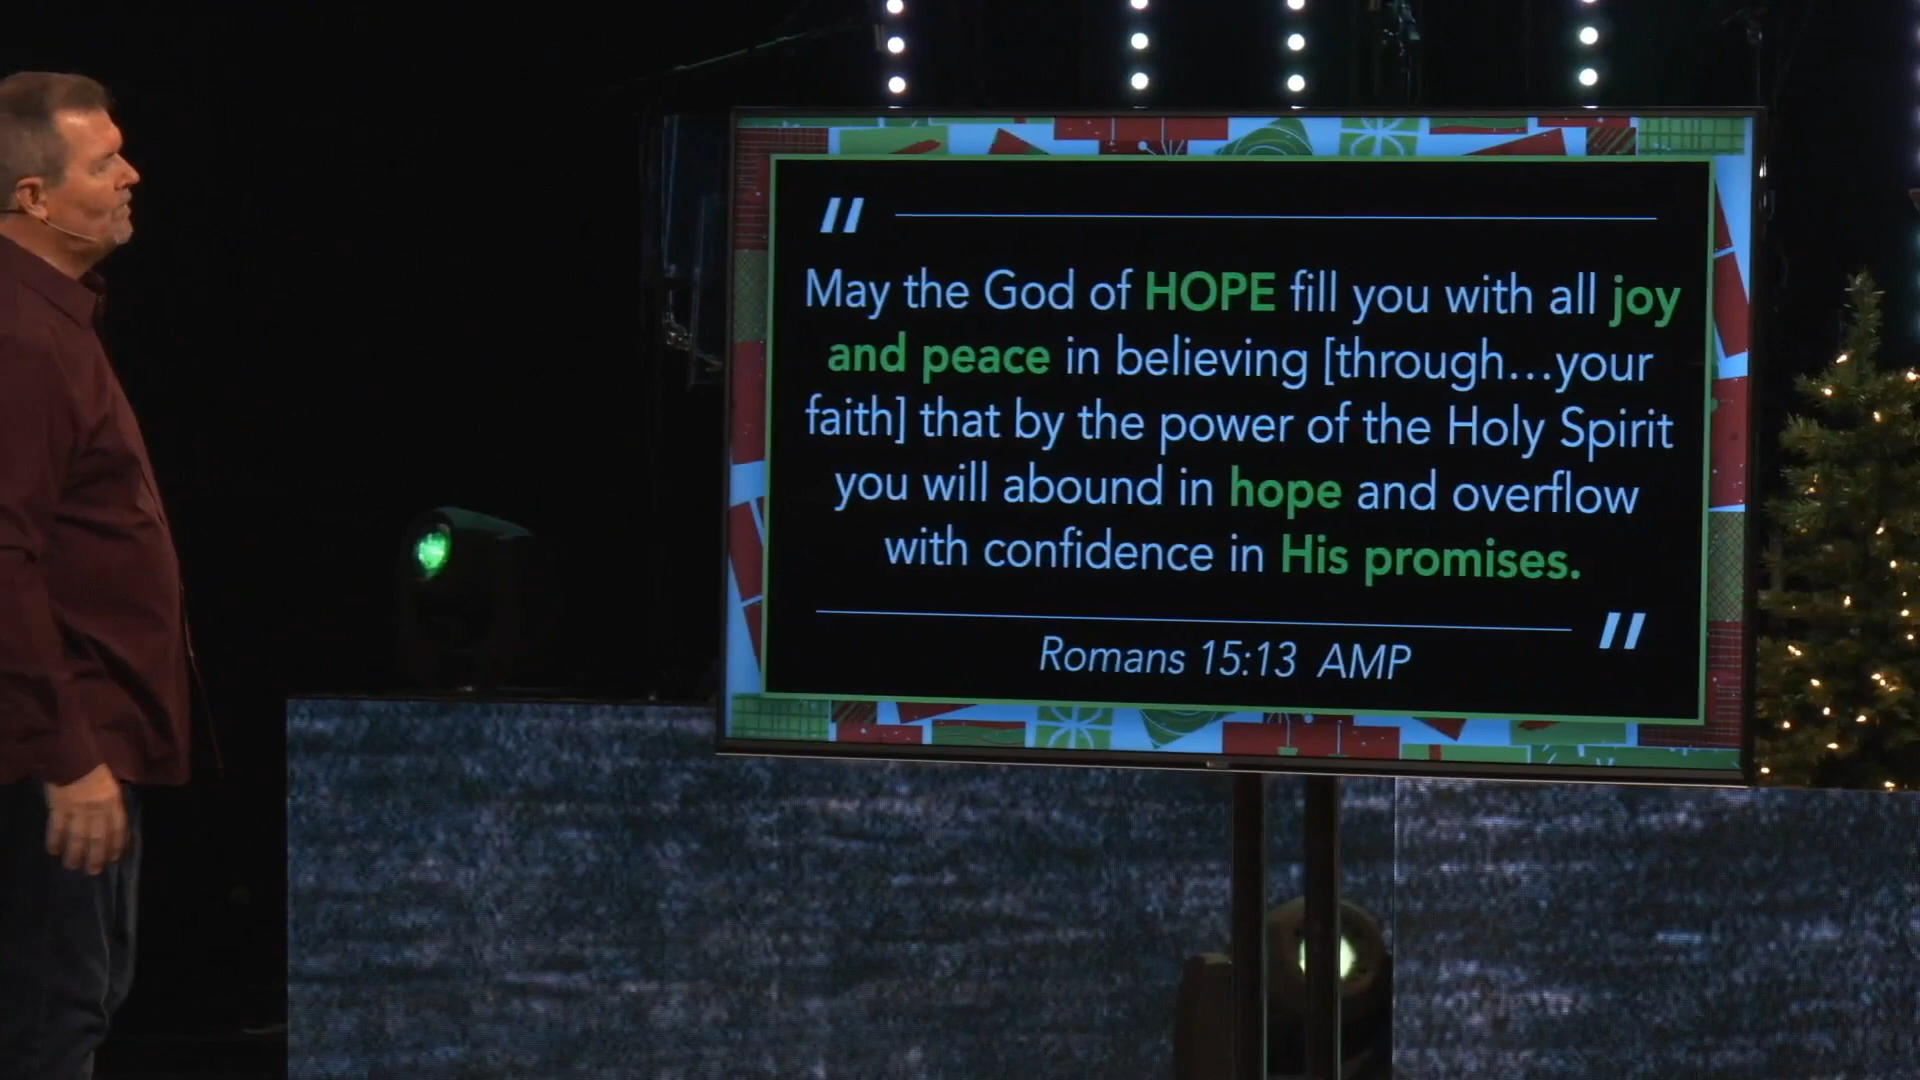 "
May the God of HOPE fill you with all joy
and peace in believing [through...your
faith] that by the power of the Holy Spirit
you will abound in hope and overflow
with confidence in His promises.
"
Romans 15:13 AMP